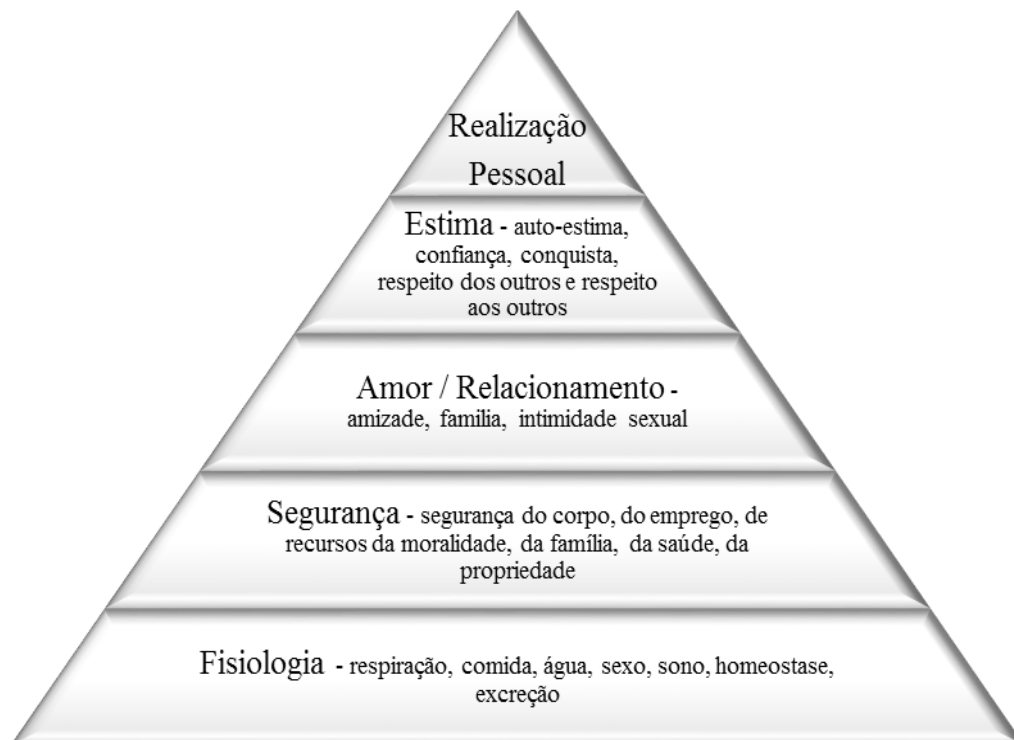 Realização
Pessoal
Estima - auto-estima,
confiança, conquista,
respeito dos outros e respeito
aos outros
Amor / Relacionamento -
amizade, familia, intimidade sexual
Segurança - segurança do corpo, do emprego, de
recursos da moralidade, da família, da saúde, da
propriedade
Fisiologia - respiração, comida, água, sexo, sono, homeostase,
excreção